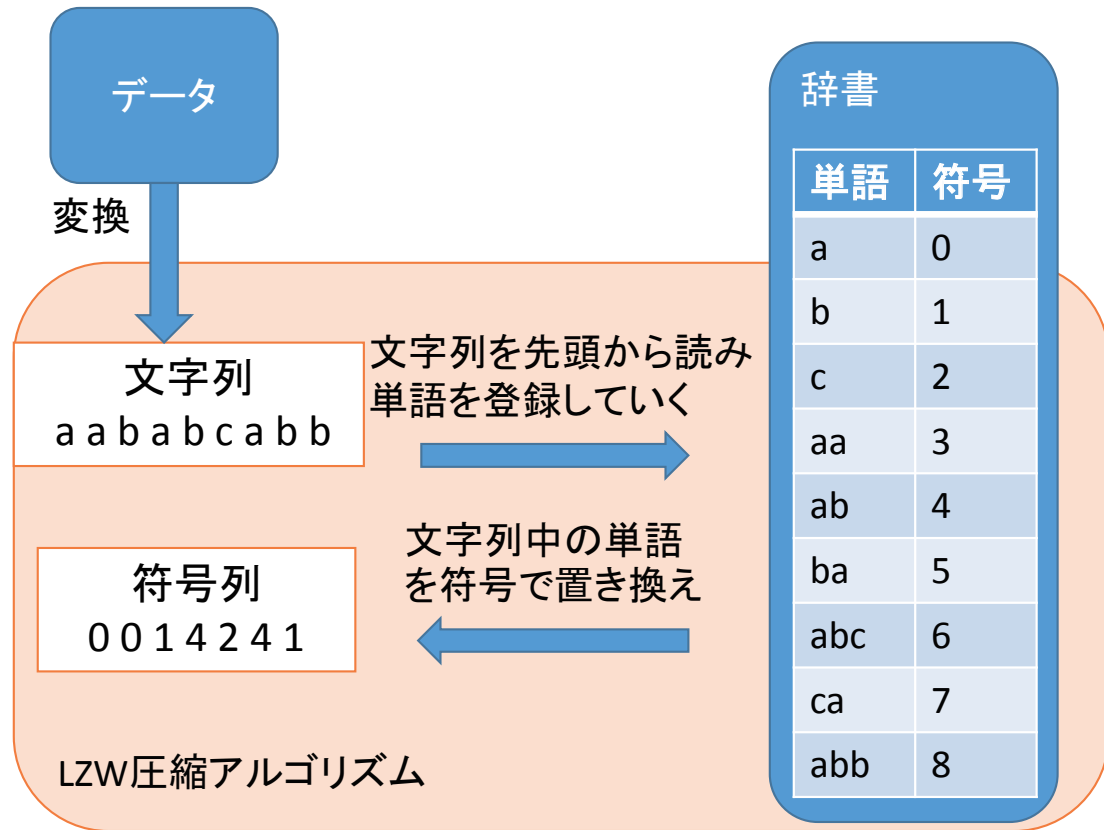 データ
変換
文字列
a a b a b c a b b
文字列を先頭から読み
単語を登録していく
文字列中の単語
を符号で置き換え
符号列
0 0 1 4 2 4 1
LZW圧縮アルゴリズム
辞書
単語 符号
a 0
b 1
c 2
aa 3
ab 4
ba 5
abc 6
ca 7
abb 8